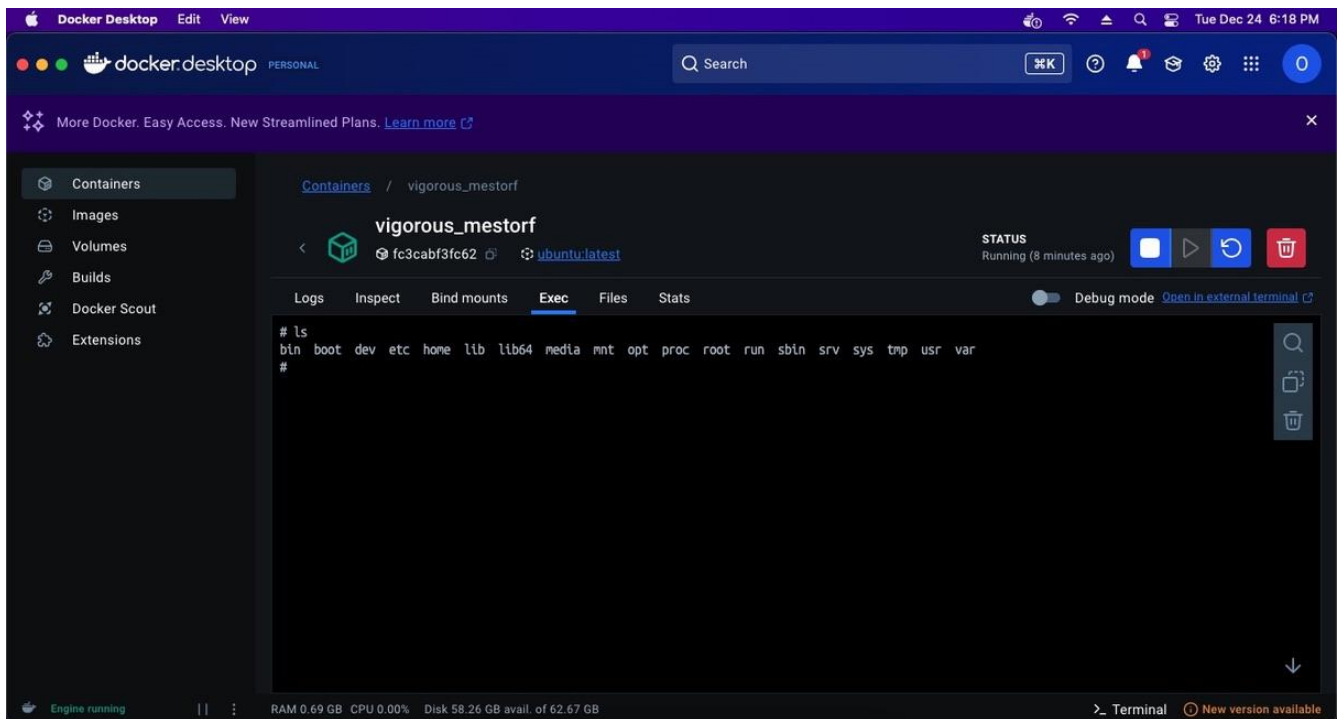 Docker Desktop Edit View Tue Dec 24 6:18 PM
docker.desktop PERSONAL Search ⌘K 1 O
More Docker. Easy Access. New Streamlined Plans. Learn more
Containers
Images
Volumes
Builds
Docker Scout
Extensions
Containers / vigorous_mestorf
vigorous_mestorf
fc3cabf3fc62 ubuntu:latest
STATUS
Running (8 minutes ago)
Logs Inspect Bind mounts Exec Files Stats Debug mode Open in external terminal
# ls
bin boot dev etc home lib lib64 media mnt opt proc root run sbin srv sys tmp usr var
#
Engine running RAM 0.69 GB CPU 0.00% Disk 58.26 GB avail. of 62.67 GB >_ Terminal New version available